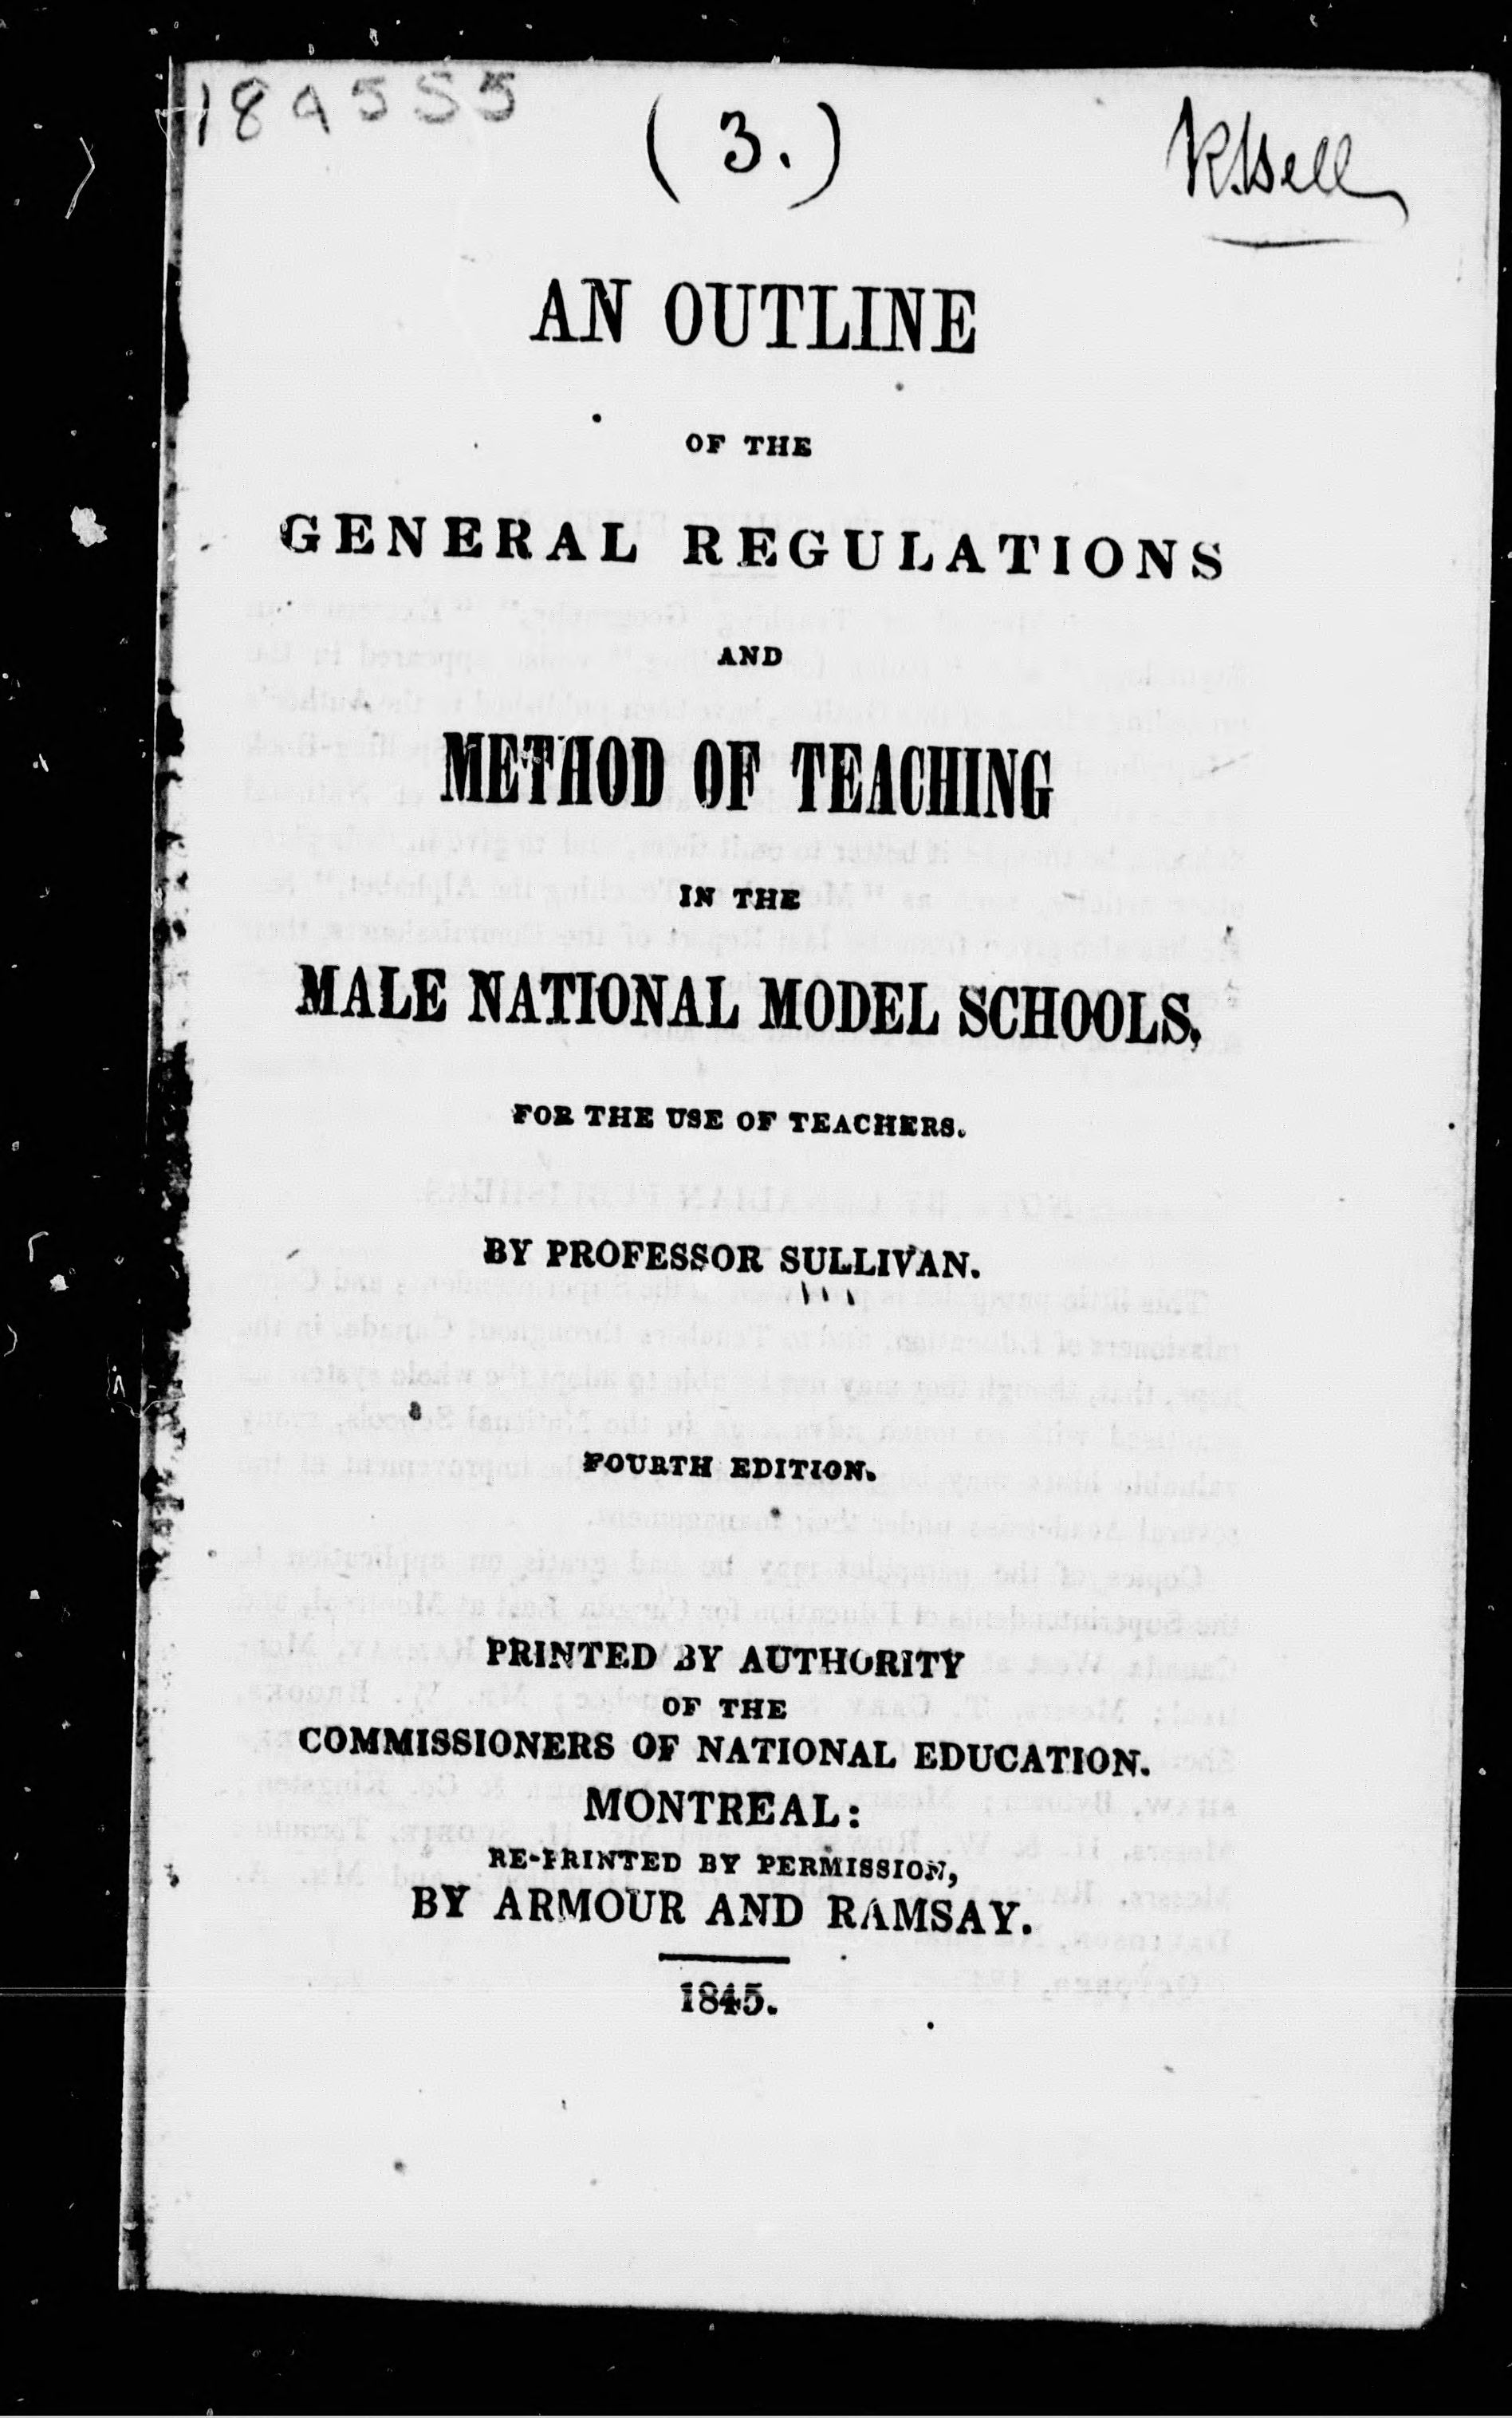 184555
(3.)
AN OUTLINE
OF THE
GENERAL REGULATIONS
AND
METHOD OF TEACHING
IN THE
MALE NATIONAL MODEL SCHOOLS,
FOR THE USE OF TEACHERS.
BY PROFESSOR SULLIVAN.
FOURTH EDITION.
PRINTED BY AUTHORITY
OF THE
COMMISSIONERS OF NATIONAL EDUCATION.
MONTREAL:
RE-PRINTED BY PERMISSION,
BY ARMOUR AND RAMSAY.
1845.